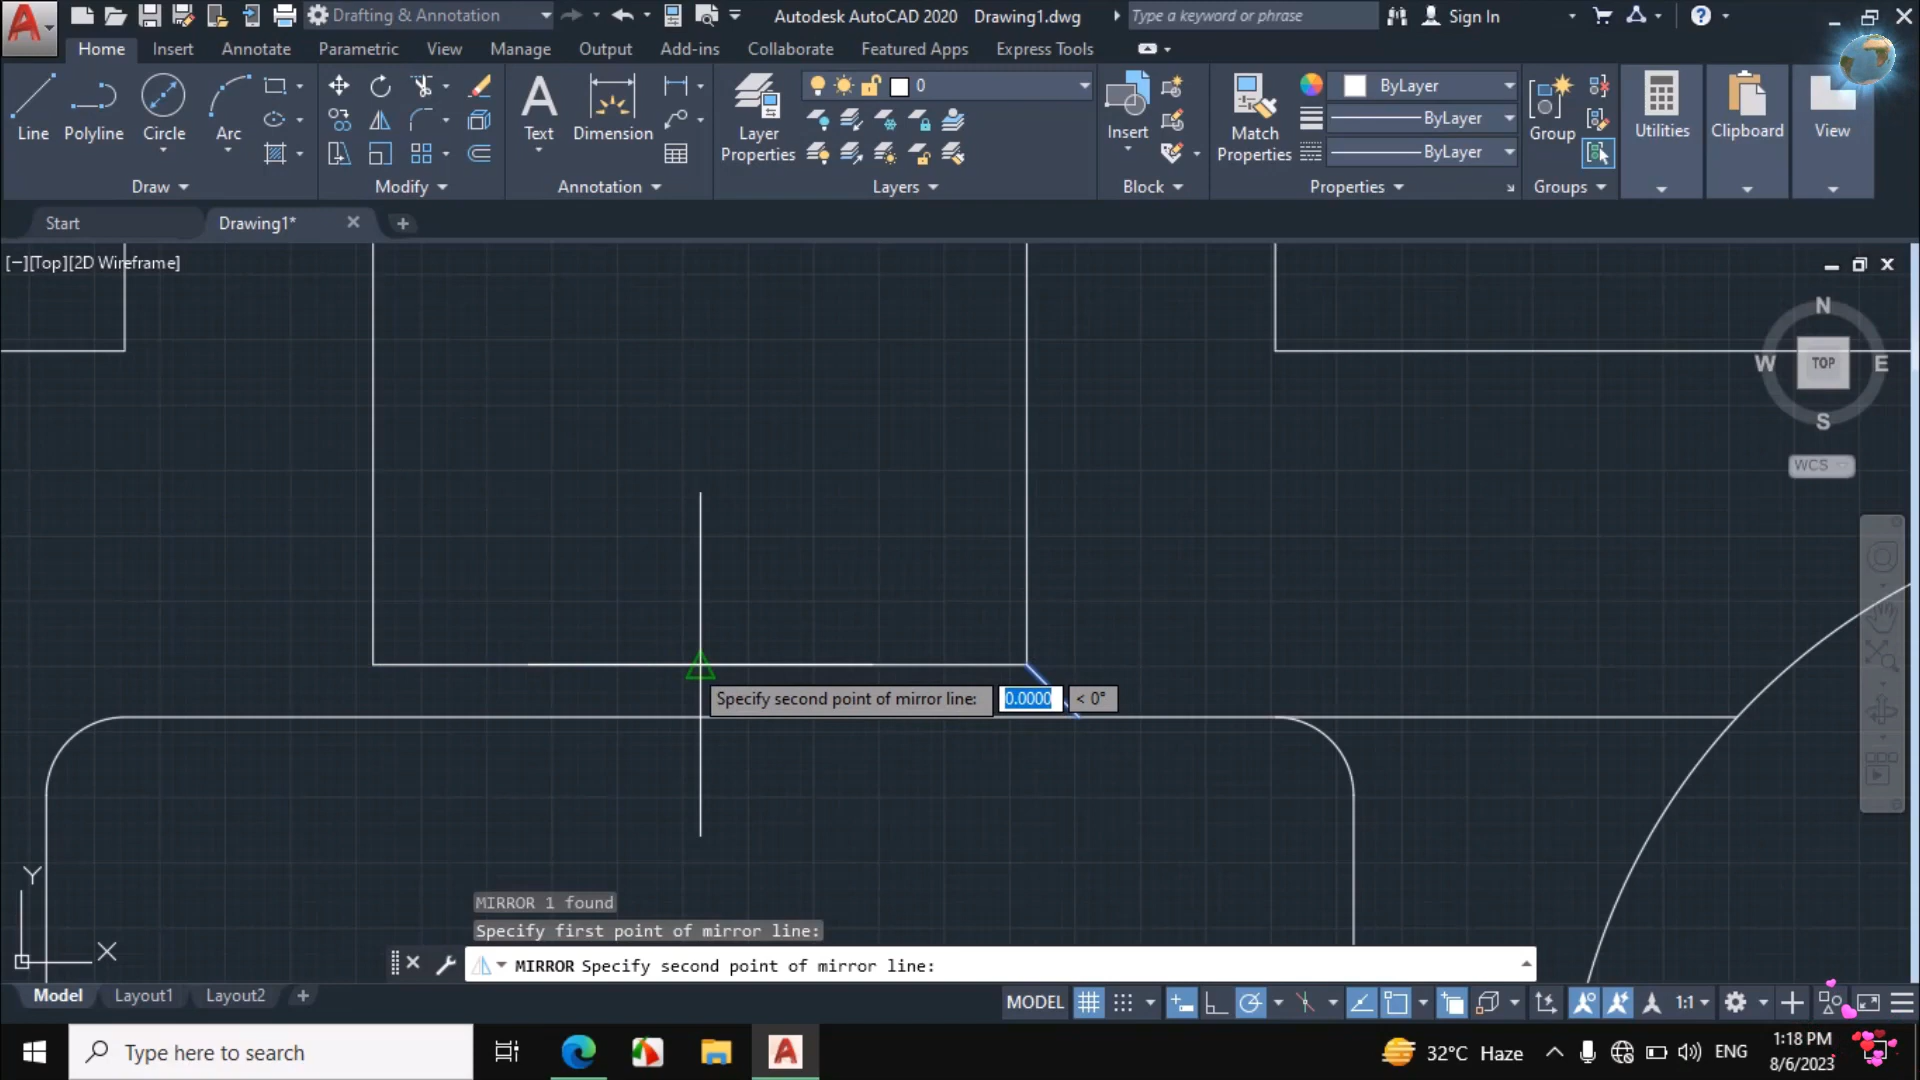 Drafting & Annotation
Autodesk AutoCAD 2020 Drawing1.dwg
Type a keyword or phrase
Sign In
Home Insert Annotate Parametric View Manage Output Add-ins Collaborate Featured Apps Express Tools
Line
Polyline
Circle
Arc
Text
Dimension
Layer
Properties
0
Insert
Match
Properties
ByLayer
ByLayer
ByLayer
Group
Utilities
Clipboard
View
Draw
Modify
Annotation
Layers
Block
Properties
Groups
Start
Drawing1*
[−][Top][2D Wireframe]
N
W
TOP
E
S
WCS
Specify second point of mirror line:
0.0000
< 0°
Y
X
MIRROR 1 found
Specify first point of mirror line:
MIRROR Specify second point of mirror line:
Model
Layout1
Layout2
MODEL
1:1
Type here to search
32°C Haze
ENG
1:18 PM
8/6/2023